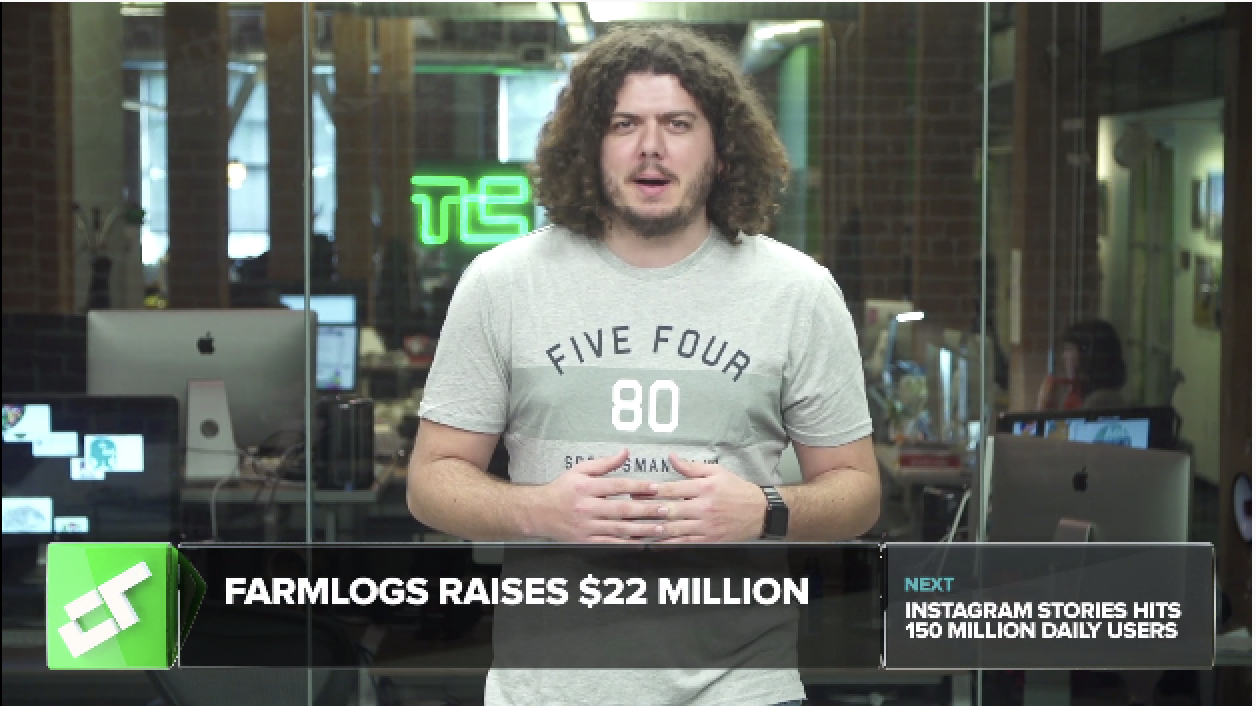 TC
FIVE FOUR
80
FARMLOGS RAISES $22 MILLION
NEXT
INSTAGRAM STORIES HITS
150 MILLION DAILY USERS